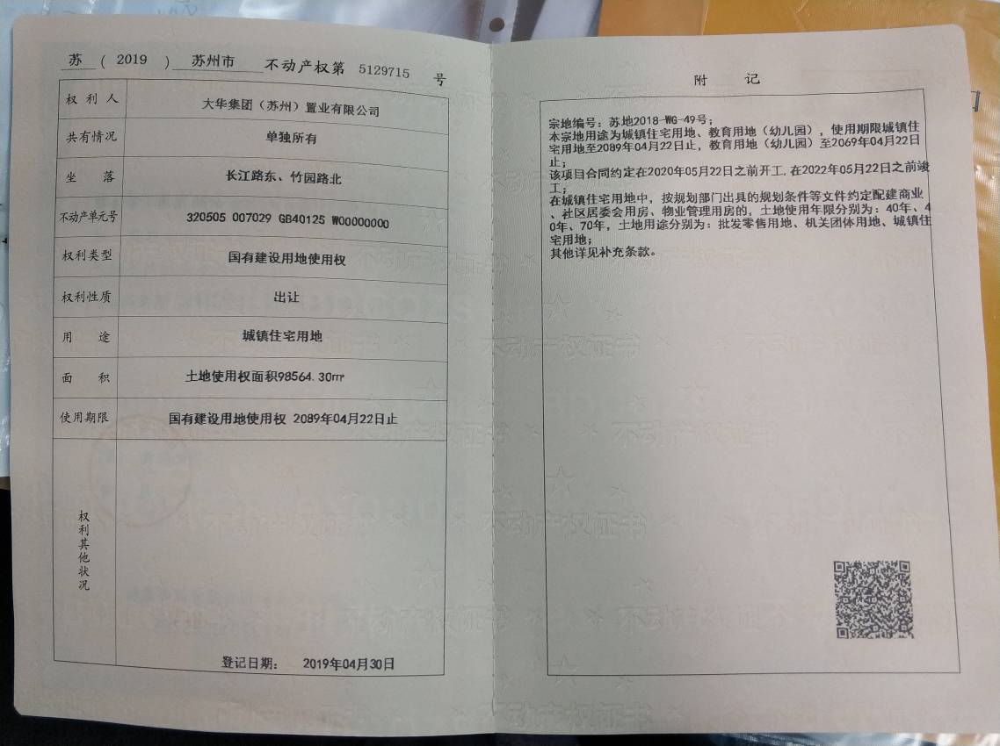 苏 ( 2019 ) 苏州市 不动产权第 5129715 号
权利人 大华集团（苏州）置业有限公司
共有情况 单独所有
坐落 长江路东、竹园路北
不动产单元号 320505 007029 GB40125 W00000000
权利类型 国有建设用地使用权
权利性质 出让
用途 城镇住宅用地
面积 土地使用权面积98564.30㎡
使用期限 国有建设用地使用权 2089年04月22日止
权利其他状况
登记日期： 2019年04月30日
附 记
宗地编号：苏地2018-WG-49号；
本宗地用途为城镇住宅用地、教育用地（幼儿园），使用期限城镇住
宅用地至2089年04月22日止，教育用地（幼儿园）至2069年04月22日
止；
该项目合同约定在2020年05月22日之前开工,在2022年05月22日之前竣
工；
在城镇住宅用地中，按规划部门出具的规划条件等文件约定配建商业
、社区居委会用房、物业管理用房的，土地使用年限分别为：40年、4
0年、70年，土地用途分别为：批发零售用地、机关团体用地、城镇住
宅用地；
其他详见补充条款。